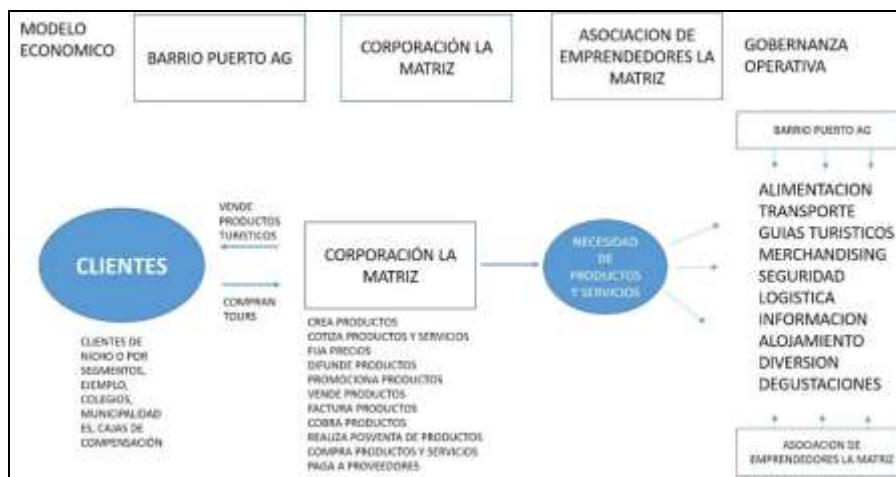 MODELO
ECONOMICO
BARRIO PUERTO AG
CORPORACIÓN LA
MATRIZ
ASOCIACION DE
EMPRENDEDORES LA
MATRIZ
GOBERNANZA
OPERATIVA
BARRIO PUERTO AG
CLIENTES
VENDE
PRODUCTOS
TURISTICOS
COMPRAN
TOURS
CLIENTES DE
NICHO O POR
SEGMENTOS,
EJEMPLO,
COLEGIOS,
MUNICIPALIDAD
ES, CAJAS DE
COMPENSACIÓN
CORPORACIÓN LA
MATRIZ
CREA PRODUCTOS
COTIZA PRODUCTOS Y SERVICIOS
FIJA PRECIOS
DIFUNDE PRODUCTOS
PROMOCIONA PRODUCTOS
VENDE PRODUCTOS
FACTURA PRODUCTOS
COBRA PRODUCTOS
REALIZA POSVENTA DE PRODUCTOS
COMPRA PRODUCTOS Y SERVICIOS
PAGA A PROVEEDORES
NECESIDAD
DE
PRODUCTOS
Y SERVICIOS
ALIMENTACION
TRANSPORTE
GUIAS TURISTICOS
MERCHANDISING
SEGURIDAD
LOGISTICA
INFORMACION
ALOJAMIENTO
DIVERSION
DEGUSTACIONES
ASOCIACION DE
EMPRENDEDORES LA MATRIZ